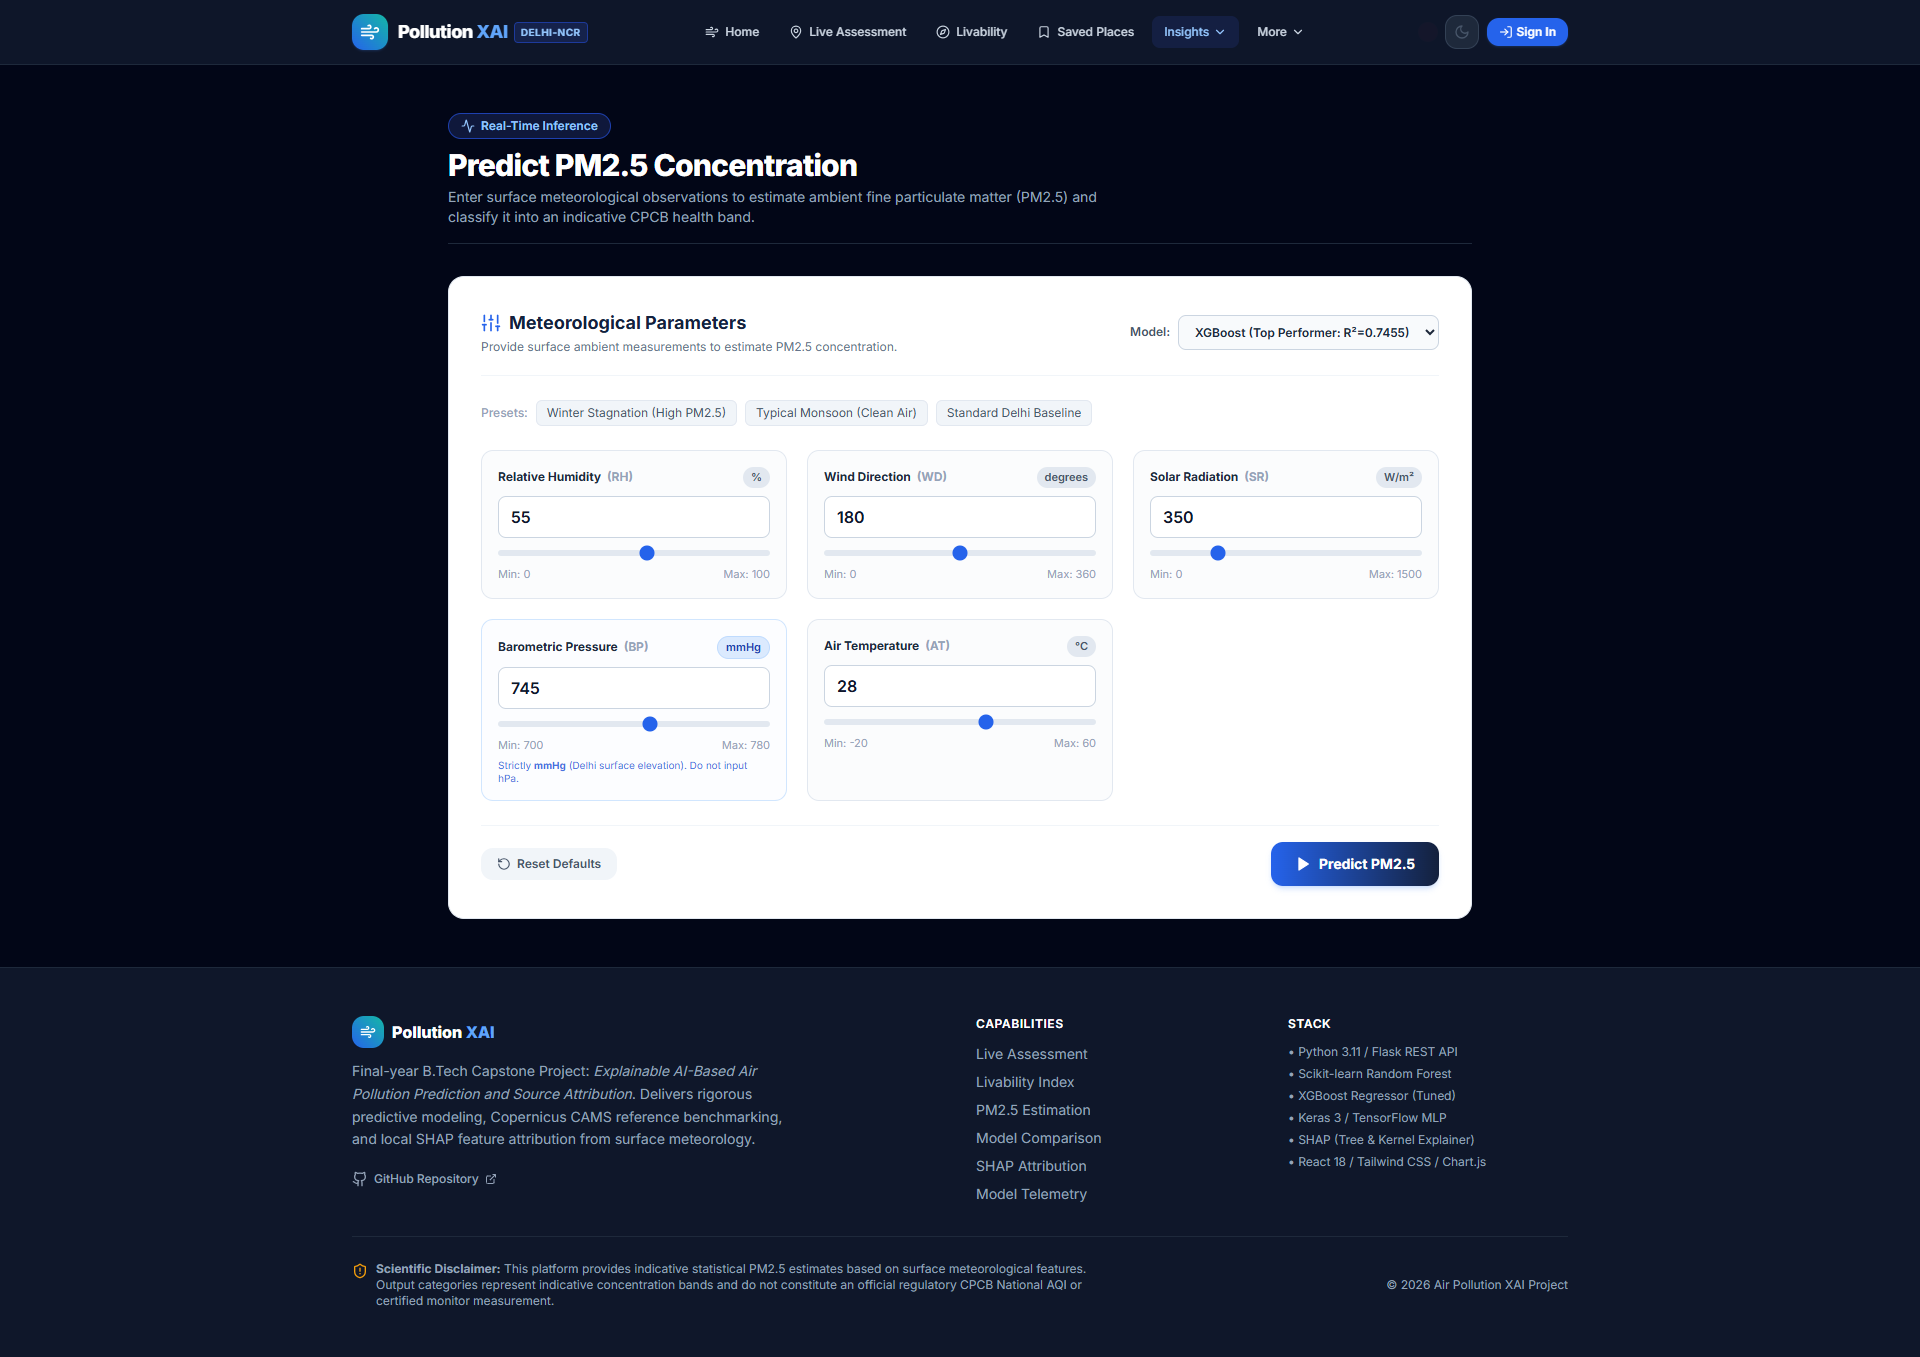 Pollution XAI DELHI-NCR Home Live Assessment Livability Saved Places Insights More Sign In
Real-Time Inference
Predict PM2.5 Concentration
Enter surface meteorological observations to estimate ambient fine particulate matter (PM2.5) and
classify it into an indicative CPCB health band.
Meteorological Parameters
Provide surface ambient measurements to estimate PM2.5 concentration.
Model: XGBoost (Top Performer: R²=0.7455)
Presets: Winter Stagnation (High PM2.5) Typical Monsoon (Clean Air) Standard Delhi Baseline
Relative Humidity (RH) %
55
Min: 0 Max: 100
Wind Direction (WD) degrees
180
Min: 0 Max: 360
Solar Radiation (SR) W/m²
350
Min: 0 Max: 1500
Barometric Pressure (BP) mmHg
745
Min: 700 Max: 780
Strictly mmHg (Delhi surface elevation). Do not input
hPa.
Air Temperature (AT) °C
28
Min: -20 Max: 60
Reset Defaults
Predict PM2.5
Pollution XAI
Final-year B.Tech Capstone Project: Explainable AI-Based Air
Pollution Prediction and Source Attribution. Delivers rigorous
predictive modeling, Copernicus CAMS reference benchmarking,
and local SHAP feature attribution from surface meteorology.
GitHub Repository
CAPABILITIES
Live Assessment
Livability Index
PM2.5 Estimation
Model Comparison
SHAP Attribution
Model Telemetry
STACK
• Python 3.11 / Flask REST API
• Scikit-learn Random Forest
• XGBoost Regressor (Tuned)
• Keras 3 / TensorFlow MLP
• SHAP (Tree & Kernel Explainer)
• React 18 / Tailwind CSS / Chart.js
Scientific Disclaimer: This platform provides indicative statistical PM2.5 estimates based on surface meteorological features.
Output categories represent indicative concentration bands and do not constitute an official regulatory CPCB National AQI or
certified monitor measurement.
© 2026 Air Pollution XAI Project